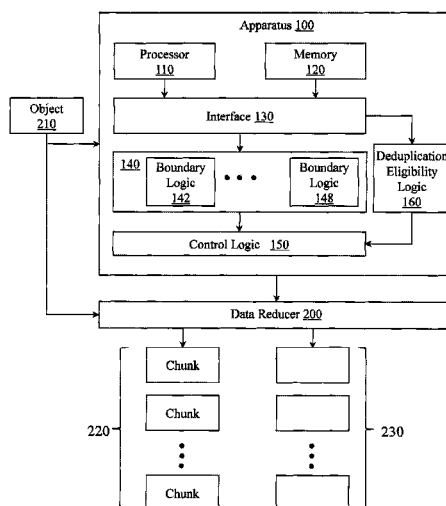 Apparatus 100
Processor
110
Memory
120
Object
210
Interface 130
140
Boundary
Logic
142
Boundary
Logic
148
Deduplication
Eligibility
Logic
160
Control Logic 150
Data Reducer 200
Chunk
Chunk
Chunk
220
230